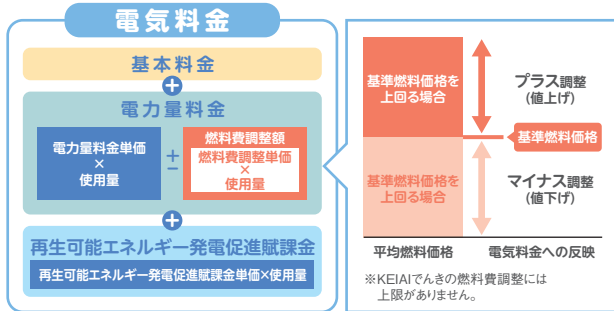 電気料金
基本料金
+
電力量料金
電力量料金単価
×
使用量
+
−
燃料費調整額
燃料費調整単価
×
使用量
+
再生可能エネルギー発電促進賦課金
再生可能エネルギー発電促進賦課金単価×使用量
基準燃料価格を
上回る場合
プラス調整
(値上げ)
基準燃料価格
基準燃料価格を
上回る場合
マイナス調整
(値下げ)
平均燃料価格
電気料金への反映
※KEIAIでんきの燃料費調整には
上限がありません。